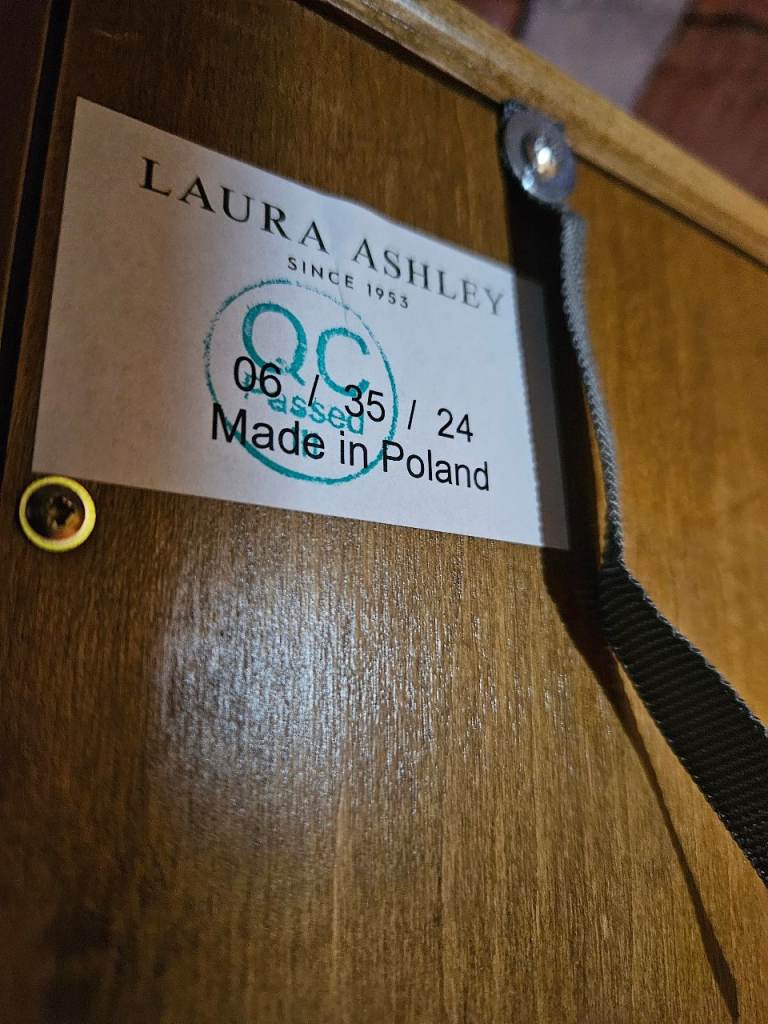 LAURA ASHLEY
SINCE 1953
QC
06 / 35 / 24
Passed
Made in Poland